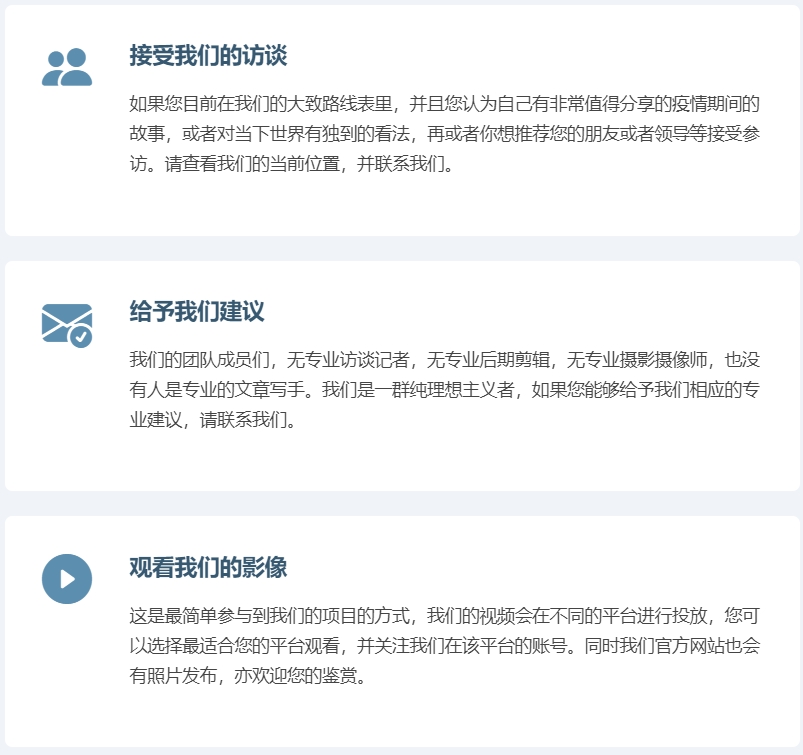 接受我们的访谈
如果您目前在我们的大致路线表里，并且您认为自己有非常值得分享的疫情期间的
故事，或者对当下世界有独到的看法，再或者你想推荐您的朋友或者领导等接受参
访。请查看我们的当前位置，并联系我们。
给予我们建议
我们的团队成员们，无专业访谈记者，无专业后期剪辑，无专业摄影摄像师，也没
有人是专业的文章写手。我们是一群纯理想主义者，如果您能够给予我们相应的专
业建议，请联系我们。
观看我们的影像
这是最简单参与到我们的项目的方式，我们的视频会在不同的平台进行投放，您可
以选择最适合您的平台观看，并关注我们在该平台的账号。同时我们官方网站也会
有照片发布，亦欢迎您的鉴赏。